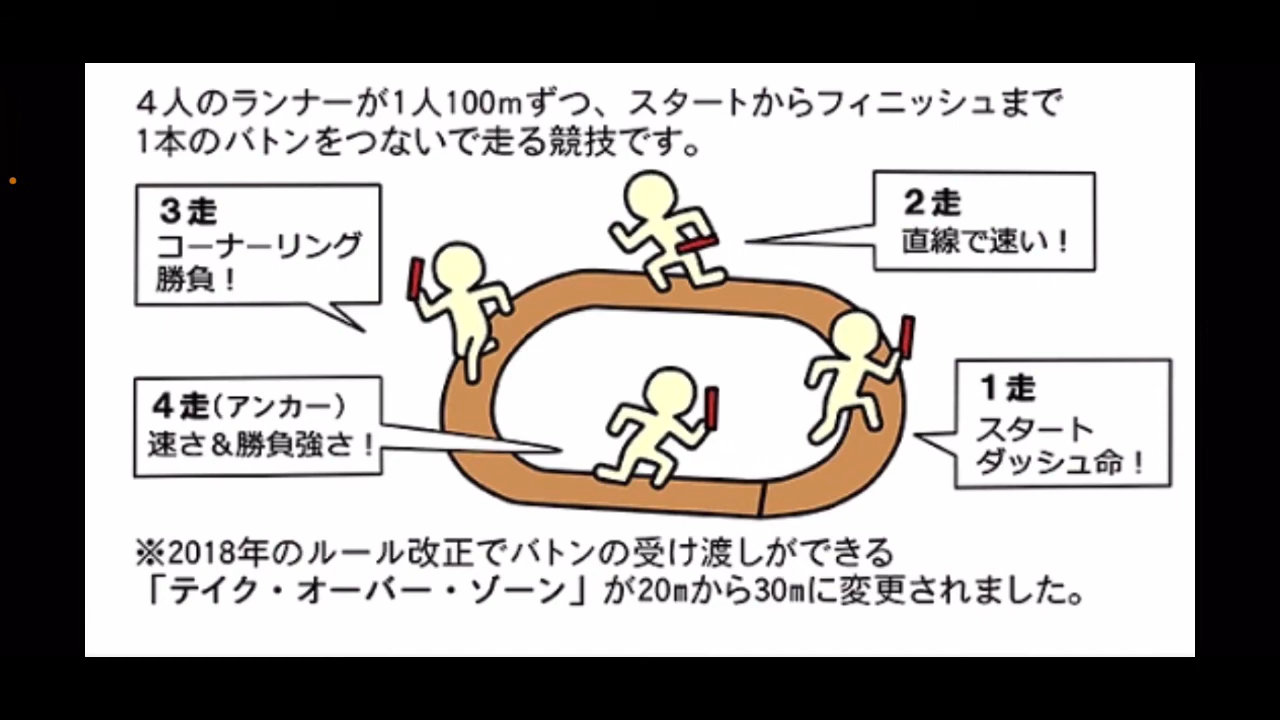 4人のランナーが1人100mずつ、スタートからフィニッシュまで
1本のバトンをつないで走る競技です。
3走
コーナーリング
勝負！
2走
直線で速い！
4走(アンカー)
速さ＆勝負強さ！
1走
スタート
ダッシュ命！
※2018年のルール改正でバトンの受け渡しができる
「テイク・オーバー・ゾーン」が20mから30mに変更されました。